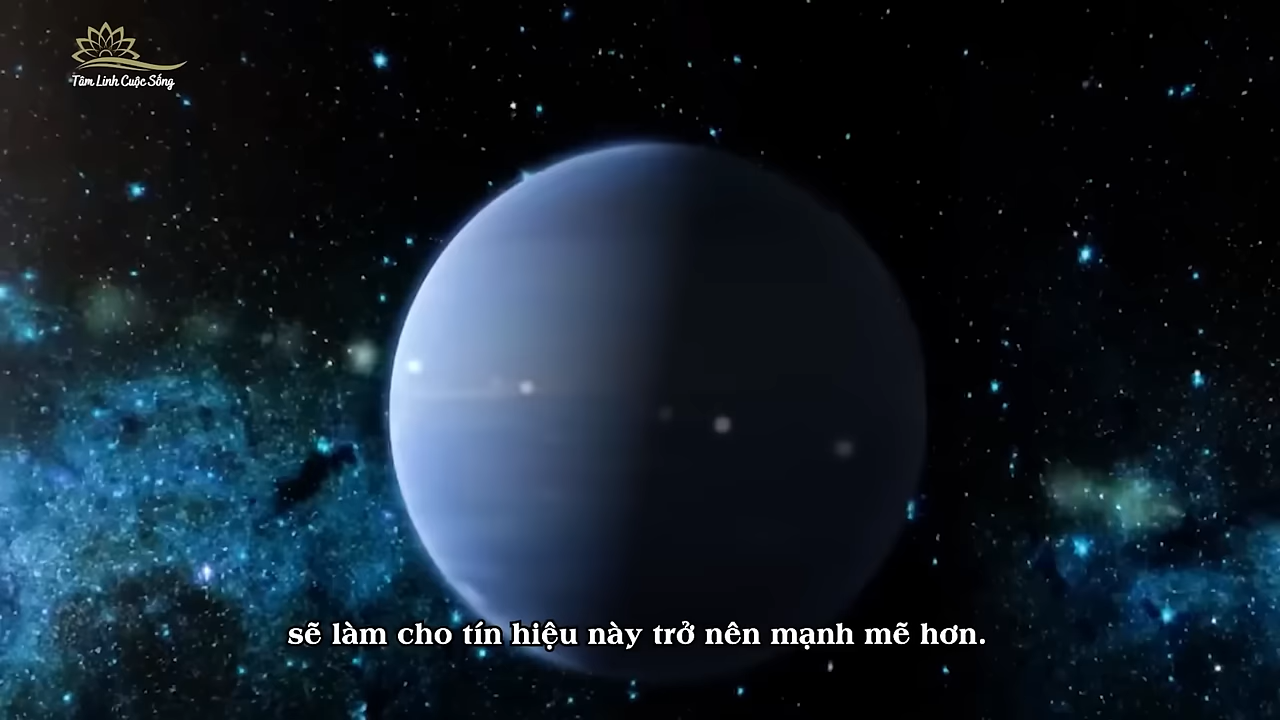 Tâm Linh Cuộc Sống
sẽ làm cho tín hiệu này trở nên mạnh mẽ hơn.